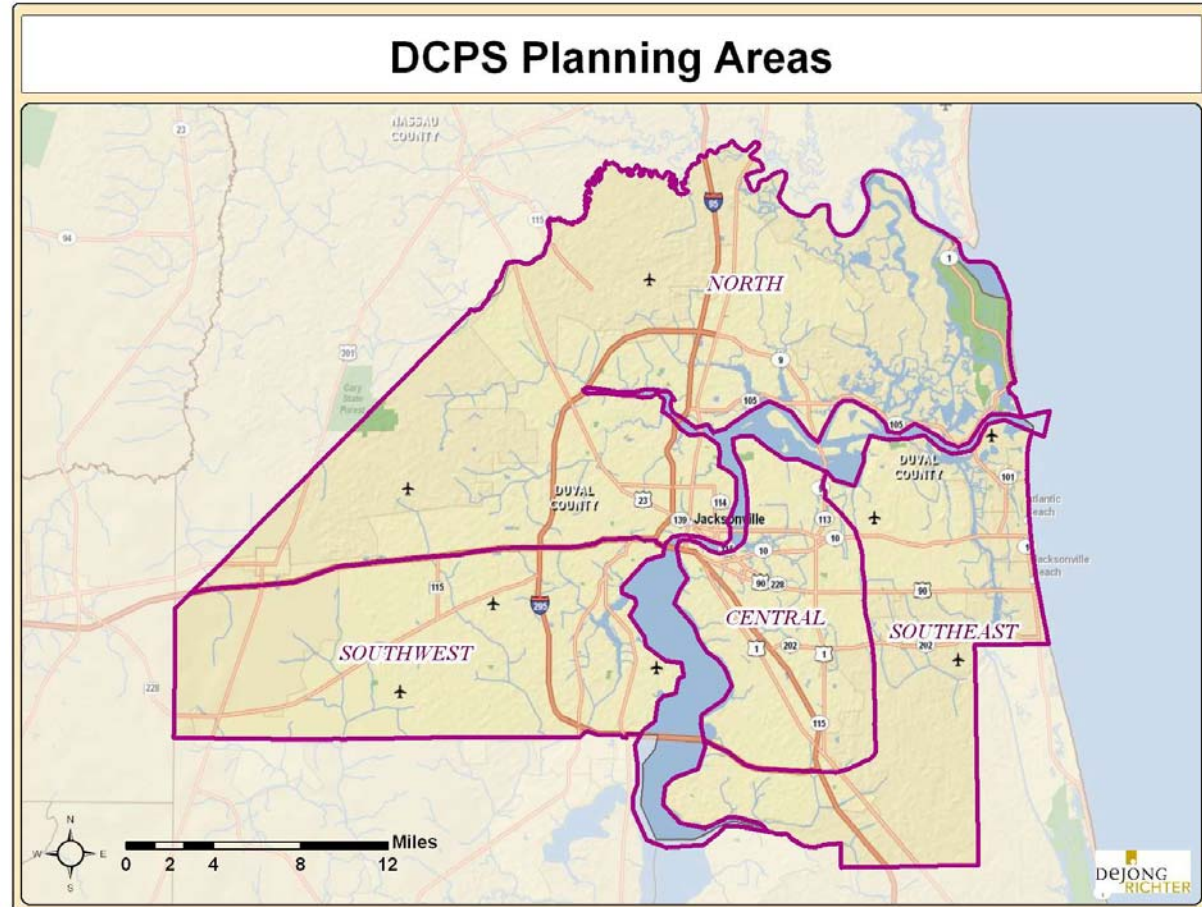 DCPS Planning Areas
NASSAU
COUNTY
23
115
94
95
1
NORTH
301
Cary
State
Forest
9
105
105
DUVAL
COUNTY
DUVAL
COUNTY
101
23
114
113
139
Jacksonville
10
10
Atlantic
Beach
1
Jacksonville
Beach
115
90
228
90
295
CENTRAL
SOUTHEAST
SOUTHWEST
1
202
1
202
228
115
N
W
E
S
0
2
4
8
12
Miles
DEJONG
RICHTER